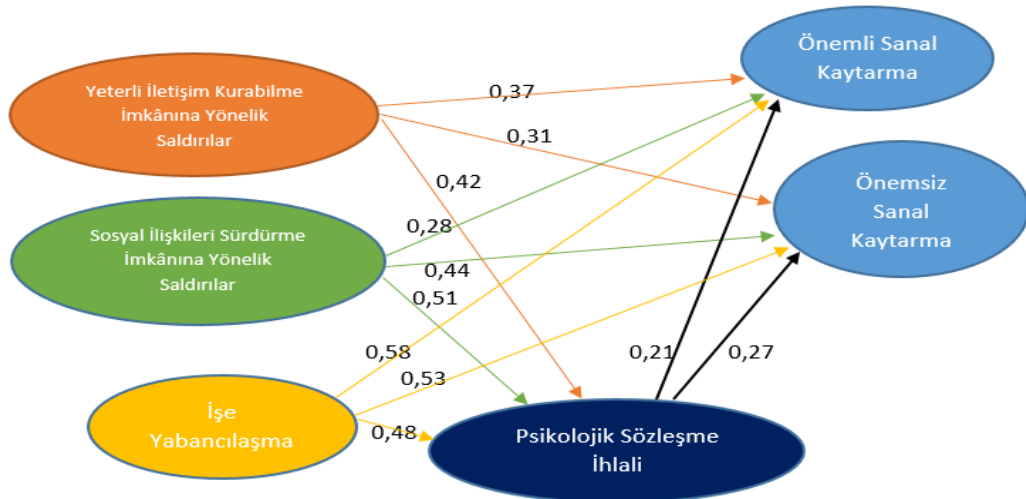 Yeterli İletişim Kurabilme
İmkânına Yönelik
Saldırılar
Önemli Sanal
Kaytarma
0,37
0,31
0,42
Önemsiz
Sanal
Kaytarma
Sosyal İlişkileri Sürdürme
İmkânına Yönelik
Saldırılar
0,28
0,44
0,51
0,58
0,53
0,21
0,27
İşe
Yabancılaşma
0,48
Psikolojik Sözleşme
İhlali